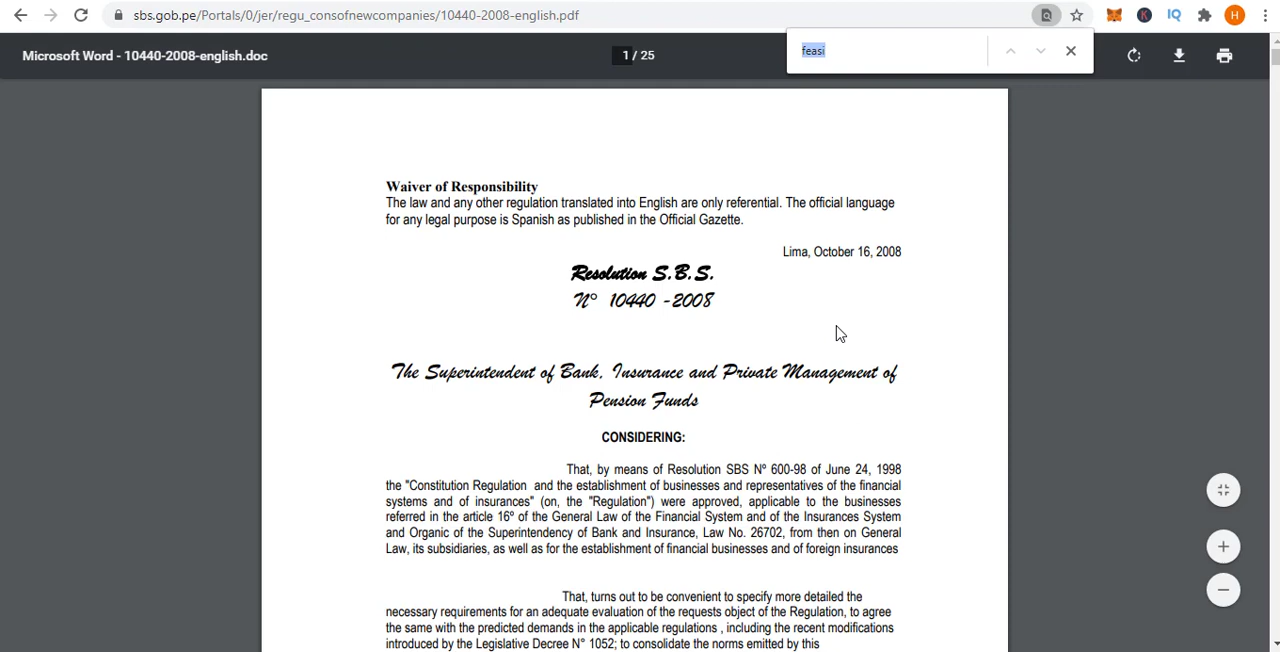 sbs.gob.pe/Portals/0/jer/regu_consofnewcompanies/10440-2008-english.pdf
Microsoft Word - 10440-2008-english.doc
1 / 25
feasi
K
IQ
H
Waiver of Responsibility
The law and any other regulation translated into English are only referential. The official language
for any legal purpose is Spanish as published in the Official Gazette.
Lima, October 16, 2008
Resolution S.B.S.
N° 10440 -2008
The Superintendent of Bank, Insurance and Private Management of
Pension Funds
CONSIDERING:
That, by means of Resolution SBS Nº 600-98 of June 24, 1998
the "Constitution Regulation and the establishment of businesses and representatives of the financial
systems and of insurances" (on, the "Regulation") were approved, applicable to the businesses
referred in the article 16º of the General Law of the Financial System and of the Insurances System
and Organic of the Superintendency of Bank and Insurance, Law No. 26702, from then on General
Law, its subsidiaries, as well as for the establishment of financial businesses and of foreign insurances
That, turns out to be convenient to specify more detailed the
necessary requirements for an adequate evaluation of the requests object of the Regulation, to agree
the same with the predicted demands in the applicable regulations , including the recent modifications
introduced by the Legislative Decree N° 1052; to consolidate the norms emitted by this